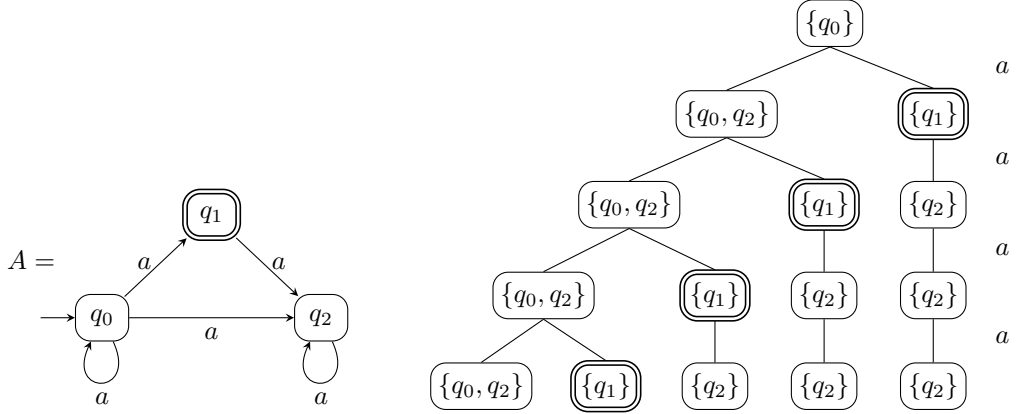 {q₀}
a
{q₀, q₂} {q₁}
a
{q₀, q₂} {q₁} {q₂}
q₁
A =
a a
a
{q₀, q₂} {q₁} {q₂} {q₂}
q₀ q₂
a
a
{q₀, q₂} {q₁} {q₂} {q₂} {q₂}
a a